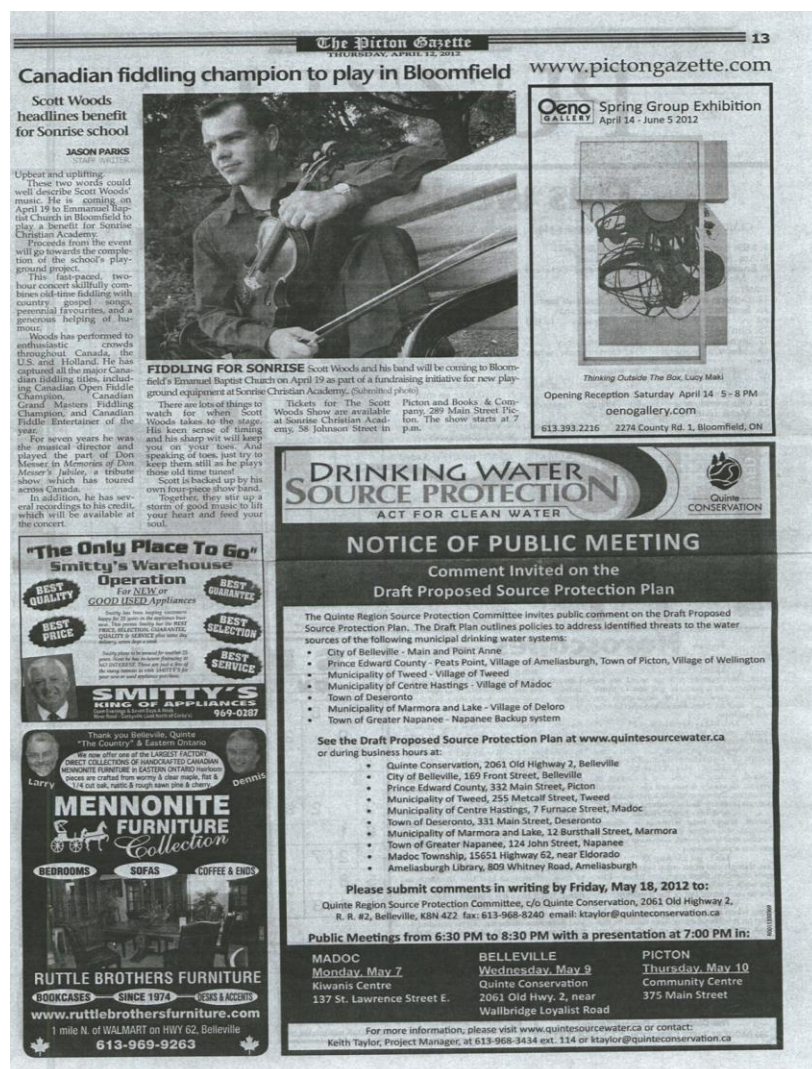 The Picton Gazette
THURSDAY, APRIL 12, 2012
13
Canadian fiddling champion to play in Bloomfield
Scott Woods
headlines benefit
for Sonrise school
JASON PARKS
STAFF WRITER
Upbeat and uplifting.
These two words could
well describe Scott Woods'
music. He is coming on
April 19 to Emmanuel Bap-
tist Church in Bloomfield to
play a benefit for Sonrise
Christian Academy.
Proceeds from the event
will go towards the comple-
tion of the school's play-
ground project.
This fast-paced, two-
hour concert skillfully com-
bines old-time fiddling with
country gospel songs,
perennial favourites, and a
generous helping of hu-
mour.
Woods has performed to
enthusiastic crowds
throughout Canada, the
U.S. and Holland. He has
captured all the major Cana-
dian fiddling titles, includ-
ing Canadian Open Fiddle
Champion, Canadian
Grand Masters Fiddling
Champion, and Canadian
Fiddle Entertainer of the
year.
For seven years he was
the musical director and
played the part of Don
Messer in Memories of Don
Messer's Jubilee, a tribute
show which has toured
across Canada.
In addition, he has sev-
eral recordings to his credit,
which will be available at
the concert.
FIDDLING FOR SONRISE Scott Woods and his band will be coming to Bloom-
field's Emanuel Baptist Church on April 19 as part of a fundraising initiative for new play-
ground equipment at Sonrise Christian Academy. (Submitted photo)
There are lots of things to
watch for when Scott
Woods takes to the stage.
His keen sense of timing
and his sharp wit will keep
you on your toes. And
speaking of toes, just try to
keep them still as he plays
those old time tunes!
Scott is backed up by his
own four-piece show band.
Together, they stir up a
storm of good music to lift
your heart and feed your
soul.
Tickets for The Scott
Woods Show are available
at Sonrise Christian Acad-
emy, 58 Johnson Street in
Picton and Books & Com-
pany, 289 Main Street Pic-
ton. The show starts at 7
p.m.
www.pictongazette.com
Oeno
GALLERY
Spring Group Exhibition
April 14 - June 5 2012
Thinking Outside The Box, Lucy Maki
Opening Reception Saturday April 14 5 - 8 PM
oenogallery.com
613.393.2216 2274 County Rd. 1, Bloomfield, ON
"The Only Place To Go"
Smitty's Warehouse
Operation
For NEW or
GOOD USED Appliances
BEST
QUALITY
BEST
GUARANTEE
BEST
PRICE
BEST
SELECTION
BEST
SERVICE
SMITTY'S
KING OF APPLIANCES
969-0287
Thank you Belleville, Quinte
"The Country" & Eastern Ontario
We now offer one of the LARGEST FACTORY
DIRECT COLLECTIONS OF HANDCRAFTED CANADIAN
MENNONITE FURNITURE in EASTERN ONTARIO Heirloom
pieces are crafted from wormy & clear maple, flat &
1/4 cut oak, rustic & rough sawn pine & cherry.
Larry
Dennis
MENNONITE
FURNITURE
Collection
BEDROOMS
SOFAS
COFFEE & ENDS
RUTTLE BROTHERS FURNITURE
BOOKCASES
SINCE 1974
DESKS & ACCENTS
www.ruttlebrothersfurniture.com
1 mile N. of WALMART on HWY 62, Belleville
613-969-9263
DRINKING WATER
SOURCE PROTECTION
ACT FOR CLEAN WATER
Quinte
CONSERVATION
NOTICE OF PUBLIC MEETING
Comment Invited on the
Draft Proposed Source Protection Plan
The Quinte Region Source Protection Committee invites public comment on the Draft Proposed
Source Protection Plan. The Draft Plan outlines policies to address identified threats to the water
sources of the following municipal drinking water systems:
• City of Belleville - Main and Point Anne
• Prince Edward County - Peats Point, Village of Ameliasburgh, Town of Picton, Village of Wellington
• Municipality of Tweed - Village of Tweed
• Municipality of Centre Hastings - Village of Madoc
• Town of Deseronto
• Municipality of Marmora and Lake - Village of Deloro
• Town of Greater Napanee - Napanee Backup system
See the Draft Proposed Source Protection Plan at www.quintesourcewater.ca
or during business hours at:
• Quinte Conservation, 2061 Old Highway 2, Belleville
• City of Belleville, 169 Front Street, Belleville
• Prince Edward County, 332 Main Street, Picton
• Municipality of Tweed, 255 Metcalf Street, Tweed
• Municipality of Centre Hastings, 7 Furnace Street, Madoc
• Town of Deseronto, 331 Main Street, Deseronto
• Municipality of Marmora and Lake, 12 Bursthall Street, Marmora
• Town of Greater Napanee, 124 John Street, Napanee
• Madoc Township, 15651 Highway 62, near Eldorado
• Ameliasburgh Library, 809 Whitney Road, Ameliasburgh
Please submit comments in writing by Friday, May 18, 2012 to:
Quinte Region Source Protection Committee, c/o Quinte Conservation, 2061 Old Highway 2,
R. R. #2, Belleville, K8N 4Z2 fax: 613-968-8240 email: ktaylor@quinteconservation.ca
Public Meetings from 6:30 PM to 8:30 PM with a presentation at 7:00 PM in:
MADOC
Monday, May 7
Kiwanis Centre
137 St. Lawrence Street E.
BELLEVILLE
Wednesday, May 9
Quinte Conservation
2061 Old Hwy. 2, near
Wallbridge Loyalist Road
PICTON
Thursday, May 10
Community Centre
375 Main Street
For more information, please visit www.quintesourcewater.ca or contact:
Keith Taylor, Project Manager, at 613-968-3434 ext. 114 or ktaylor@quinteconservation.ca